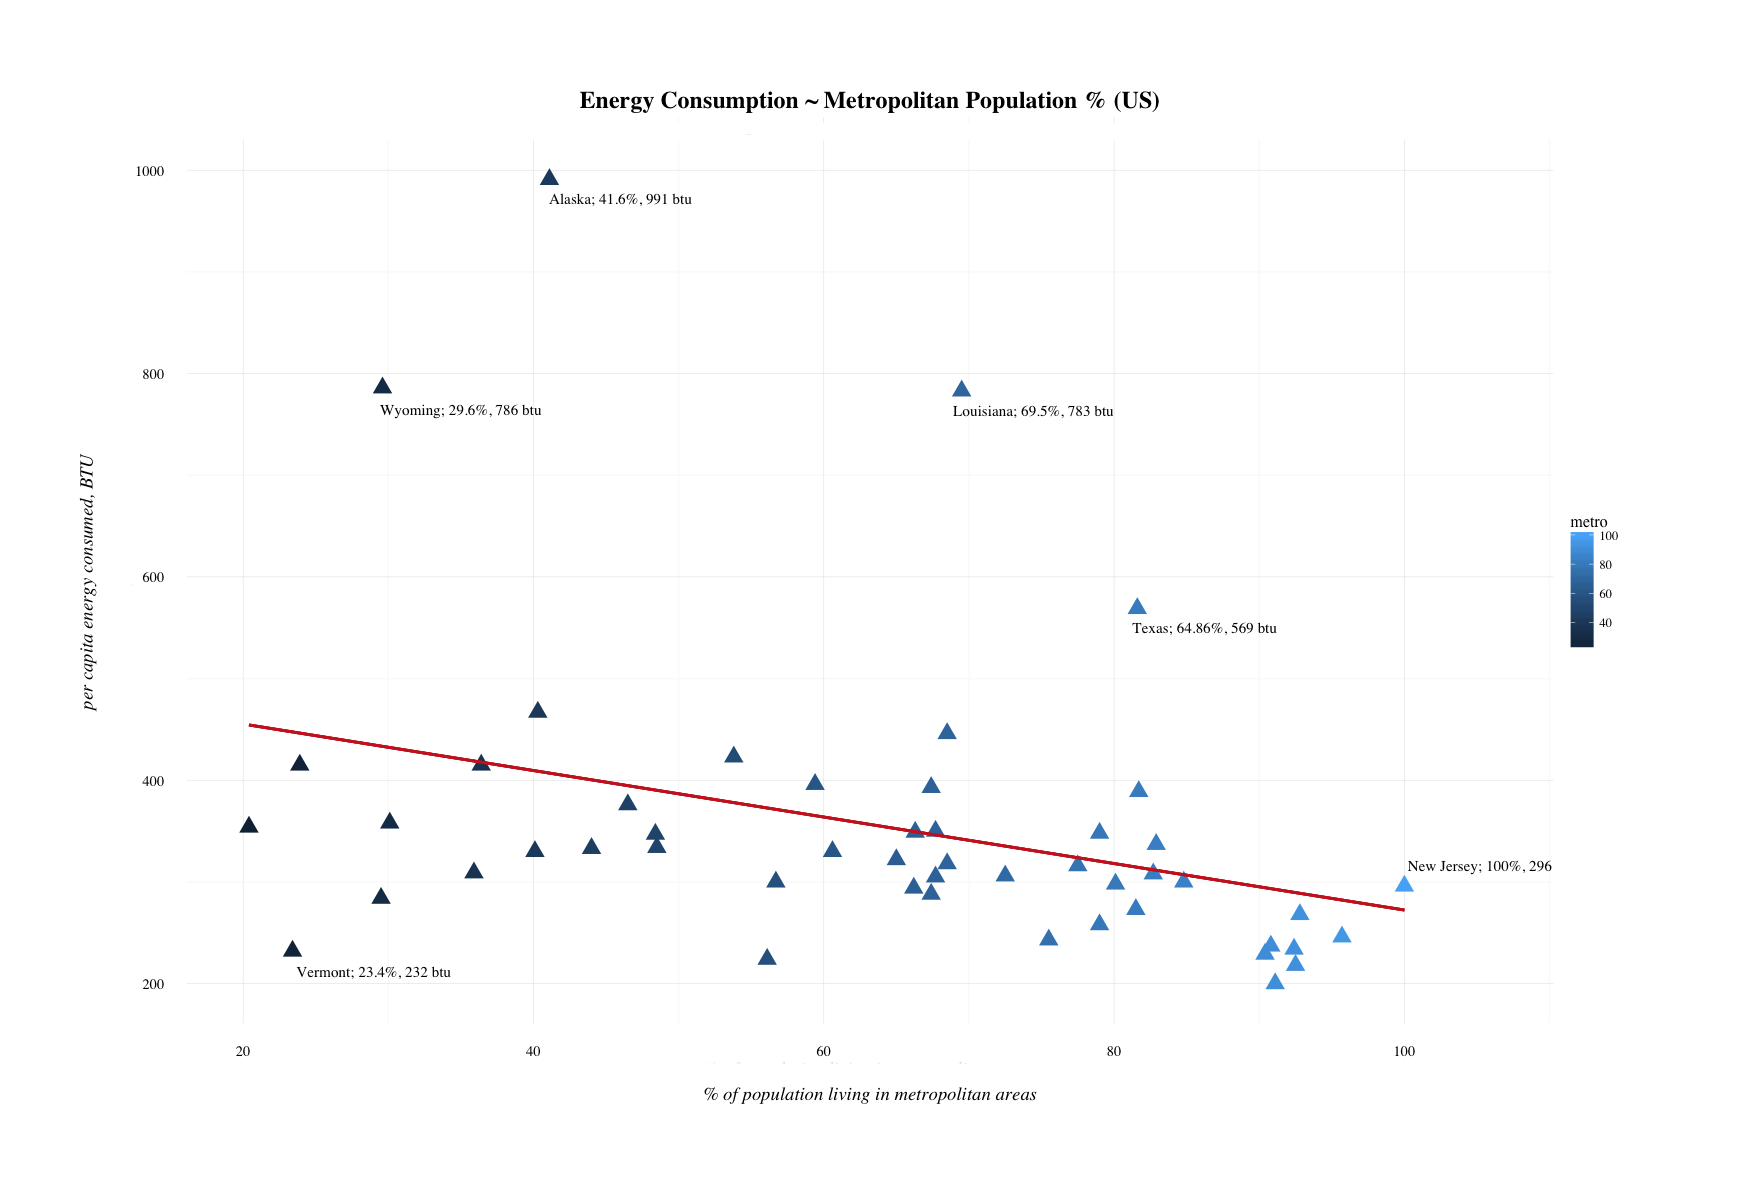 Energy Consumption ~ Metropolitan Population % (US)
1000
Alaska; 41.6%, 991 btu
800
Wyoming; 29.6%, 786 btu
Louisiana; 69.5%, 783 btu
per capita energy consumed, BTU
metro
100
80
60
40
600
Texas; 64.86%, 569 btu
400
New Jersey; 100%, 296
Vermont; 23.4%, 232 btu
200
20 40 60 80 100
% of population living in metropolitan areas